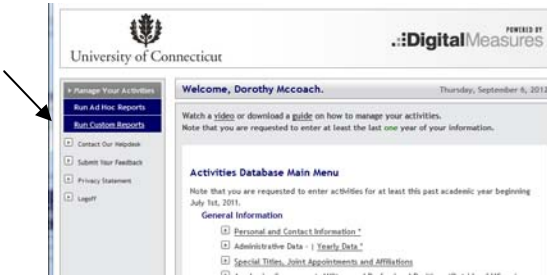 University of Connecticut
POWERED BY
.:DigitalMeasures
Manage Your Activities
Run Ad Hoc Reports
Run Custom Reports
Contact Our Helpdesk
Submit Your Feedback
Privacy Statement
Logoff
Welcome, Dorothy Mccoach.
Thursday, September 6, 2012
Watch a video or download a guide on how to manage your activities.
Note that you are requested to enter at least the last one year of your information.
Activities Database Main Menu
Note that you are requested to enter activities for at least this past academic year beginning
July 1st, 2011.
General Information
Personal and Contact Information *
Administrative Data - | Yearly Data *
Special Titles, Joint Appointments and Affiliations